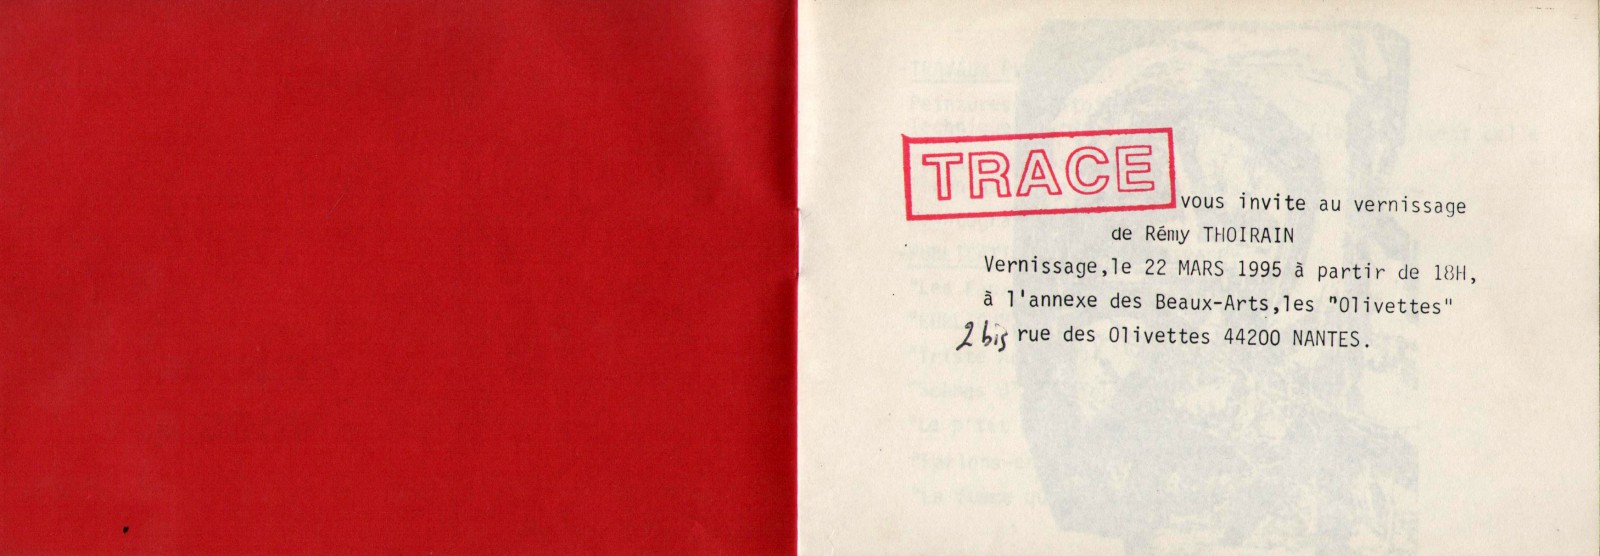 TRACE vous invite au vernissage
de Rémy THOIRAIN
Vernissage,le 22 MARS 1995 à partir de 18H,
à l'annexe des Beaux-Arts,les "Olivettes"
2 bis rue des Olivettes 44200 NANTES.